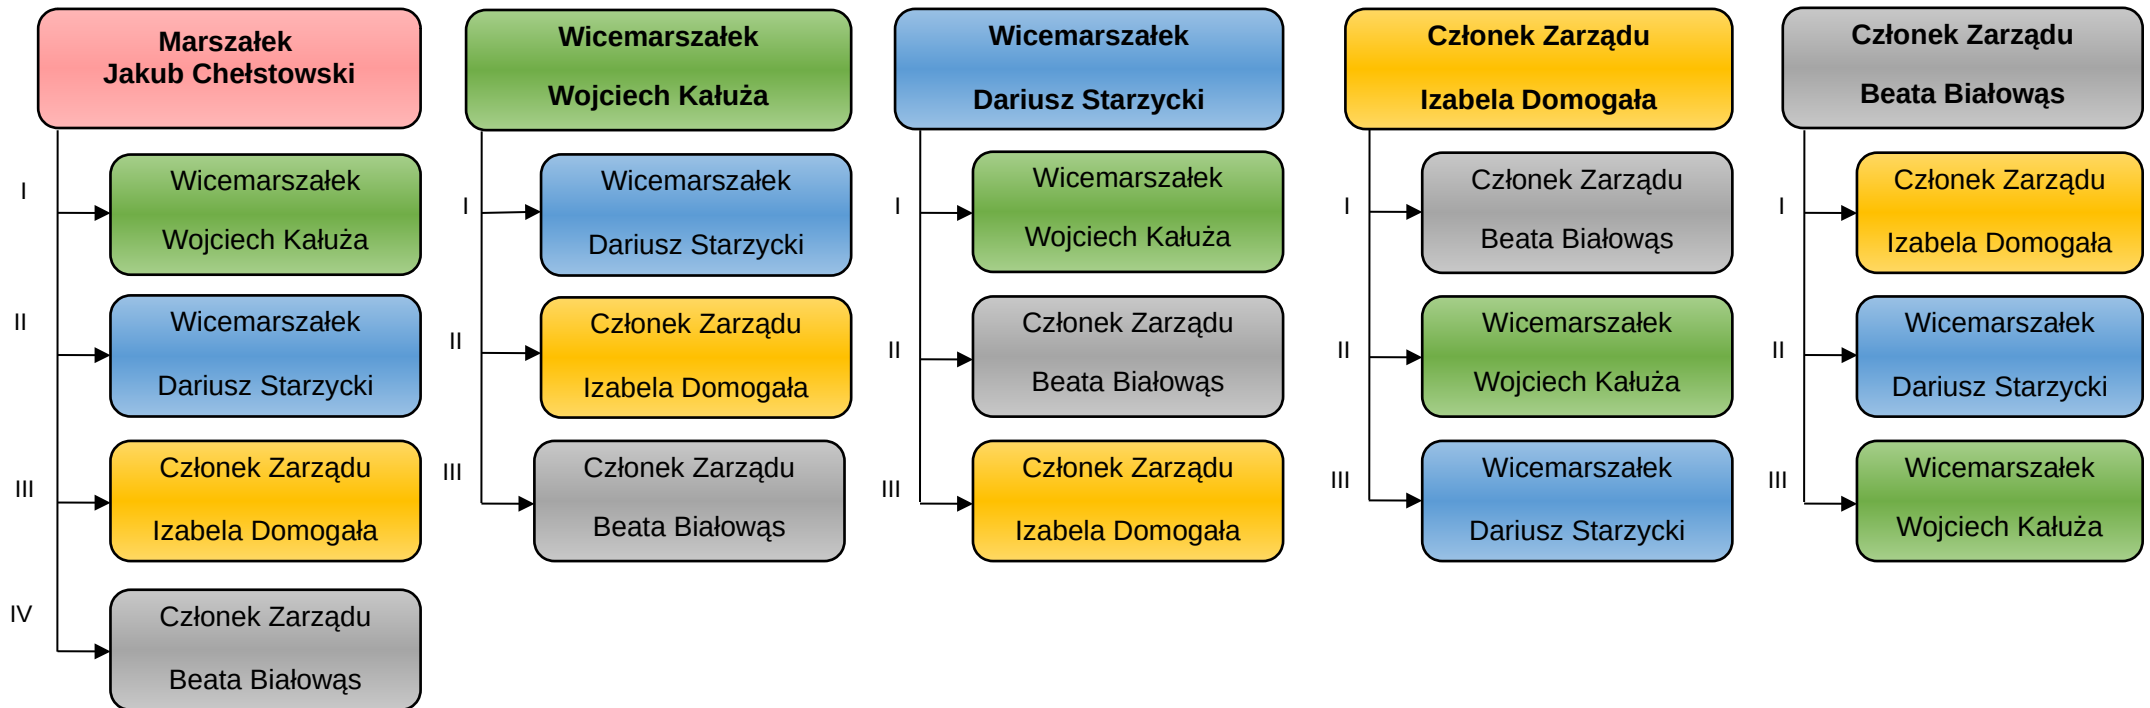 Marszałek
Jakub Chełstowski
I
Wicemarszałek
Wojciech Kałuża
II
Wicemarszałek
Dariusz Starzycki
III
Członek Zarządu
Izabela Domogała
IV
Członek Zarządu
Beata Białowąs
Wicemarszałek
Wojciech Kałuża
I
Wicemarszałek
Dariusz Starzycki
II
Członek Zarządu
Izabela Domogała
III
Członek Zarządu
Beata Białowąs
Wicemarszałek
Dariusz Starzycki
I
Wicemarszałek
Wojciech Kałuża
II
Członek Zarządu
Beata Białowąs
III
Członek Zarządu
Izabela Domogała
Członek Zarządu
Izabela Domogała
I
Członek Zarządu
Beata Białowąs
II
Wicemarszałek
Wojciech Kałuża
III
Wicemarszałek
Dariusz Starzycki
Członek Zarządu
Beata Białowąs
I
Członek Zarządu
Izabela Domogała
II
Wicemarszałek
Dariusz Starzycki
III
Wicemarszałek
Wojciech Kałuża